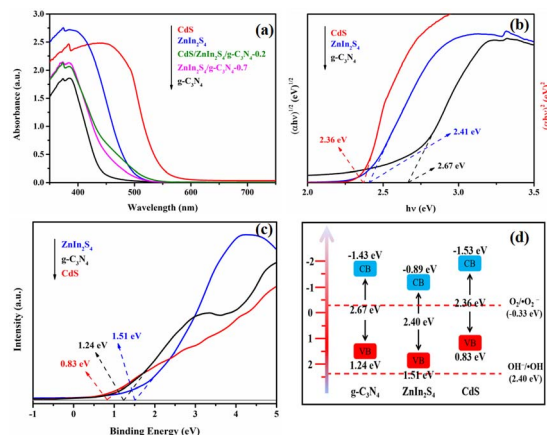 (a)
CdS
ZnIn₂S₄
CdS/ZnIn₂S₄/g-C₃N₄-0.2
ZnIn₂S₄/g-C₃N₄-0.7
g-C₃N₄
Absorbance (a.u.)
3.0
2.5
2.0
1.5
1.0
0.5
0.0
400 500 600 700
Wavelength (nm)
(b)
CdS
ZnIn₂S₄
g-C₃N₄
(αhν)^1/2 (eV)^1/2
(αhν)² (eV)²
2.36 eV
2.41 eV
2.67 eV
2.0 2.5 3.0 3.5
hν (eV)
(c)
ZnIn₂S₄
g-C₃N₄
CdS
Intensity (a.u.)
1.51 eV
1.24 eV
0.83 eV
-1 0 1 2 3 4 5
Binding Energy (eV)
(d)
-2
-1
0
1
2
-1.43 eV
CB
2.67 eV
VB
1.24 eV
-0.89 eV
CB
2.40 eV
VB
1.51 eV
-1.53 eV
CB
2.36 eV
VB
0.83 eV
O₂/•O₂⁻
(-0.33 eV)
OH⁻/•OH
(2.40 eV)
g-C₃N₄ ZnIn₂S₄ CdS